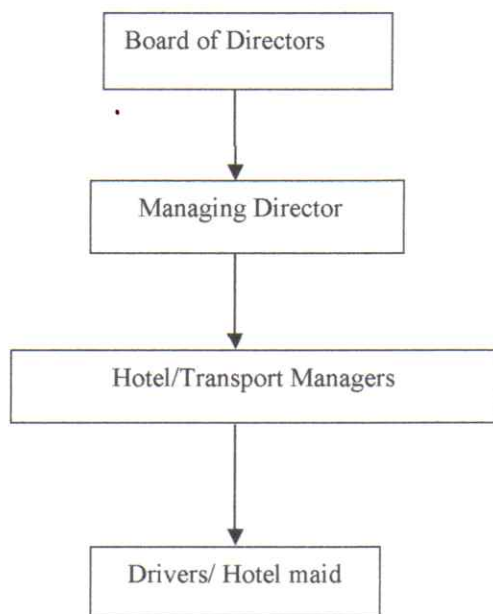 Board of Directors
Managing Director
Hotel/Transport Managers
Drivers/ Hotel maid